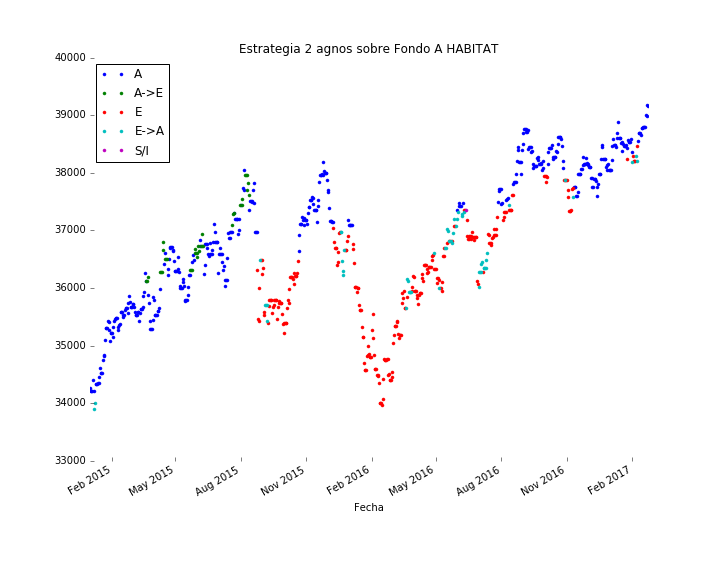 Estrategia 2 agnos sobre Fondo A HABITAT
40000
39000
38000
37000
36000
35000
34000
33000
A
A->E
E
E->A
S/I
Feb 2015
May 2015
Aug 2015
Nov 2015
Feb 2016
May 2016
Aug 2016
Nov 2016
Feb 2017
Fecha